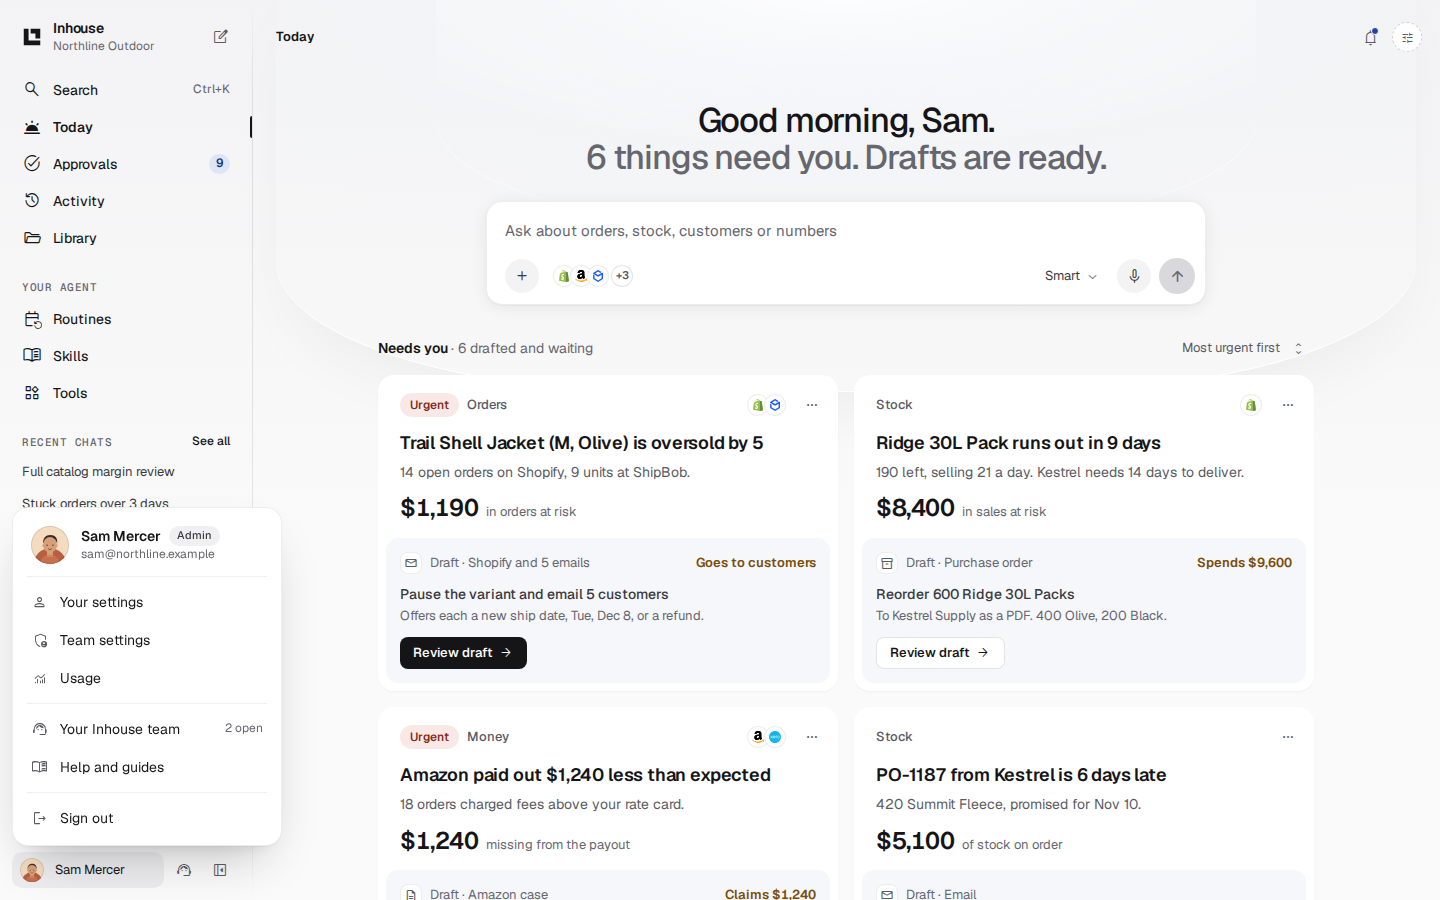 Inhouse
Northline Outdoor
Search
Ctrl+K
Today
Approvals
9
Activity
Library
YOUR AGENT
Routines
Skills
Tools
RECENT CHATS
See all
Full catalog margin review
Stuck orders over 3 days
Sam Mercer
Admin
sam@northline.example
Your settings
Team settings
Usage
Your Inhouse team
2 open
Help and guides
Sign out
Sam Mercer
Today
Good morning, Sam.
6 things need you. Drafts are ready.
Ask about orders, stock, customers or numbers
+3
Smart
Needs you · 6 drafted and waiting
Most urgent first
Urgent
Orders
Trail Shell Jacket (M, Olive) is oversold by 5
14 open orders on Shopify, 9 units at ShipBob.
$1,190 in orders at risk
Draft · Shopify and 5 emails
Goes to customers
Pause the variant and email 5 customers
Offers each a new ship date, Tue, Dec 8, or a refund.
Review draft
Stock
Ridge 30L Pack runs out in 9 days
190 left, selling 21 a day. Kestrel needs 14 days to deliver.
$8,400 in sales at risk
Draft · Purchase order
Spends $9,600
Reorder 600 Ridge 30L Packs
To Kestrel Supply as a PDF. 400 Olive, 200 Black.
Review draft
Urgent
Money
Amazon paid out $1,240 less than expected
18 orders charged fees above your rate card.
$1,240 missing from the payout
Draft · Amazon case
Claims $1,240
Stock
PO-1187 from Kestrel is 6 days late
420 Summit Fleece, promised for Nov 10.
$5,100 of stock on order
Draft · Email